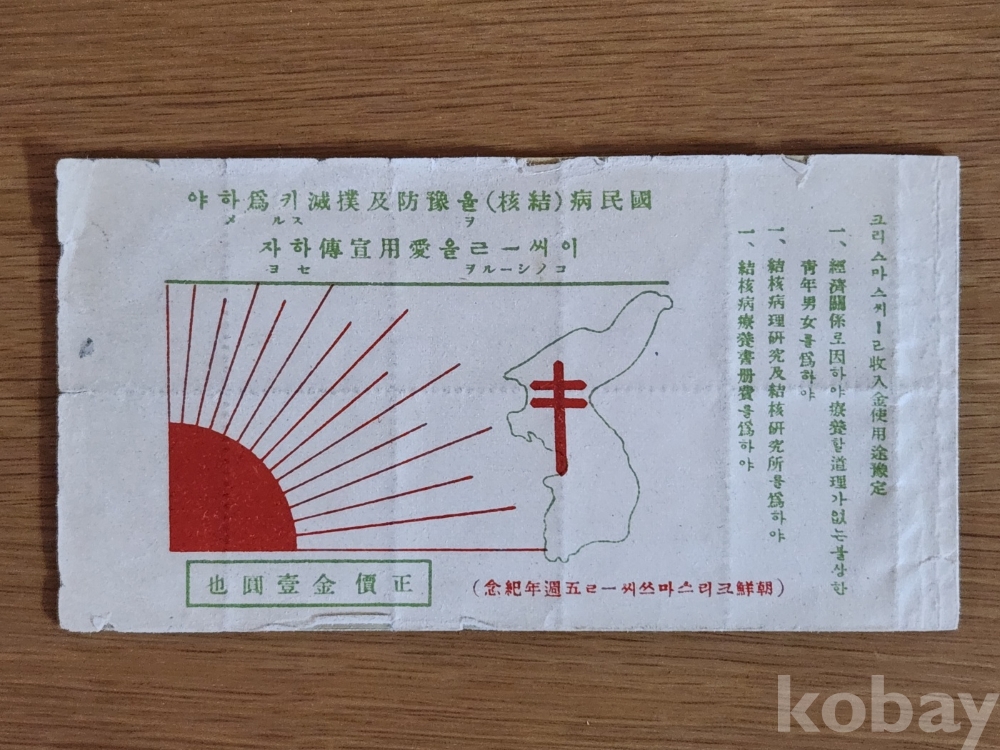 國民病(結核)을豫防及撲滅키爲하야
ヲ スル メ
이씨ーㄹ을愛用宣傳하자
コノシールヲ セヨ
크리스마스씨ㅣㄹ收入金使用途豫定
一、經濟關係로因하야療養할道理가없는불상한
靑年男女를爲하야
一、結核病理研究及結核研究所를爲하야
一、結核病療養書册費를爲하야
正價金壹圓也
(朝鮮크리스마쓰씨ーㄹ五週年紀念)
kobay